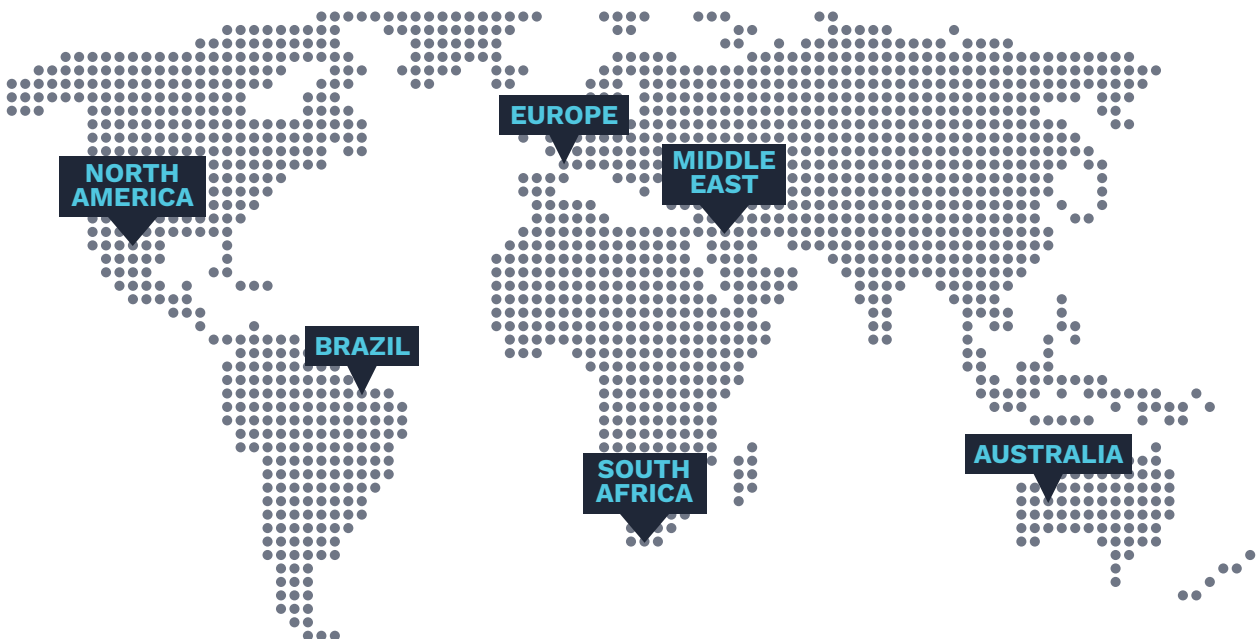 EUROPE
MIDDLE
EAST
NORTH
AMERICA
BRAZIL
AUSTRALIA
SOUTH
AFRICA